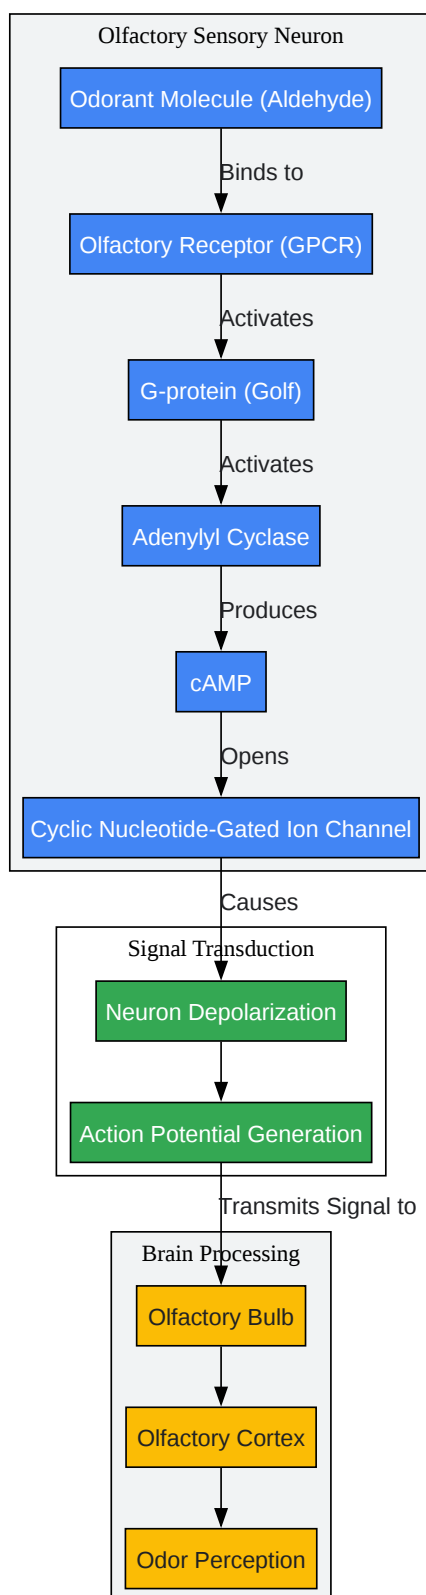 Olfactory Sensory Neuron
Odorant Molecule (Aldehyde)
Binds to
Olfactory Receptor (GPCR)
Activates
G-protein (Golf)
Activates
Adenylyl Cyclase
Produces
cAMP
Opens
Cyclic Nucleotide-Gated Ion Channel
Causes
Signal Transduction
Neuron Depolarization
Action Potential Generation
Transmits Signal to
Brain Processing
Olfactory Bulb
Olfactory Cortex
Odor Perception